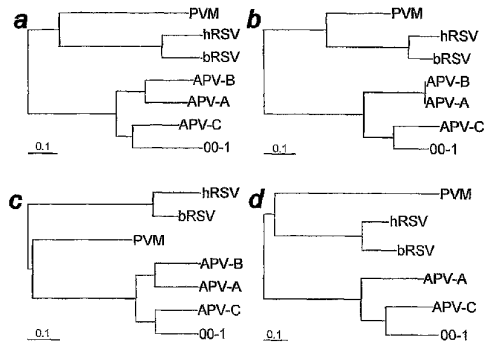 a
PVM
hRSV
bRSV
APV-B
APV-A
APV-C
00-1
0.1
b
PVM
hRSV
bRSV
APV-B
APV-A
APV-C
00-1
0.1
c
hRSV
bRSV
PVM
APV-B
APV-A
APV-C
00-1
0.1
d
PVM
hRSV
bRSV
APV-A
APV-C
00-1
0.1